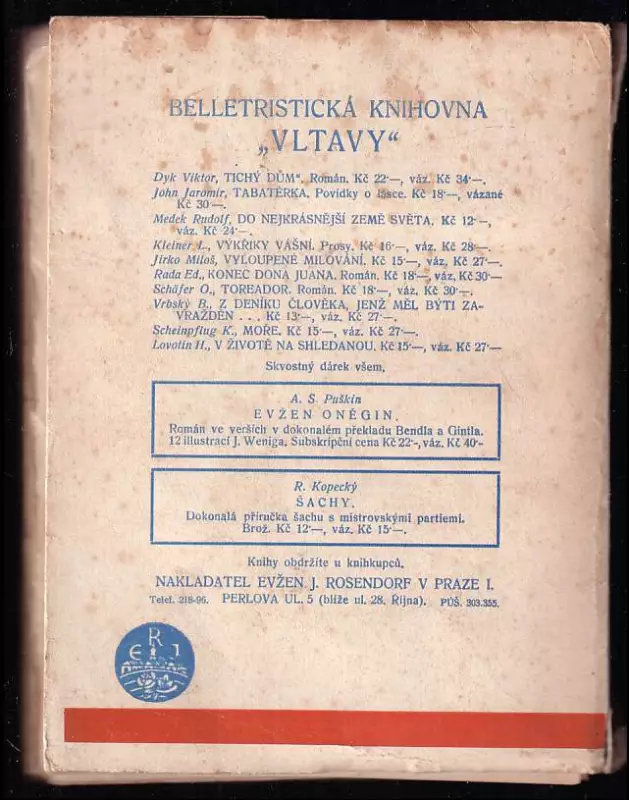 BELLETRISTICKÁ KNIHOVNA
„VLTAVY“
Dyk Viktor, TICHÝ DŮM". Román. Kč 22·—, váz. Kč 34·—.
John Jaromír, TABATĚRKA. Povídky o lásce. Kč 18·—, vázané
Kč 30·—.
Medek Rudolf, DO NEJKRÁSNĚJŠÍ ZEMĚ SVĚTA. Kč 12·—,
váz. Kč 24·—.
Kleiner L., VÝKŘIKY VÁŠNÍ. Prosy. Kč 16·—, váz. Kč 28·—.
Jirko Miloš, VYLOUPENÉ MILOVÁNÍ. Kč 15·—, váz. Kč 27·—.
Rada Ed., KONEC DONA JUANA. Román. Kč 18·—, váz. Kč 30·—
Schäfer O., TOREADOR. Román. Kč 18·—, váz. Kč 30·—.
Vrbský B., Z DENÍKU ČLOVĚKA, JENŽ MĚL BÝTI ZA-
VRAŽDĚN . . . Kč 13·—, váz. Kč 27·—.
Scheinpflug K., MOŘE. Kč 15·—, váz. Kč 27·—.
Lovotin H., V ŽIVOTĚ NA SHLEDANOU. Kč 15·—, váz. Kč 27·—
Skvostný dárek všem.
A. S. Puškin
EVŽEN ONĚGIN.
Román ve verších v dokonalém překladu Bendla a Gintla.
12 illustrací J. Weniga. Subskripční cena Kč 22·-, váz. Kč 40·-
R. Kopecký
ŠACHY.
Dokonalá příručka šachu s mistrovskými partiemi.
Brož. Kč 12·—, váz. Kč 15·—.
Knihy obdržíte u knihkupců.
NAKLADATEL EVŽEN J. ROSENDORF V PRAZE I.
Telef. 218-96. PERLOVA UL. 5 (blíže ul. 28. Října). PÚŠ. 303.355.
E R J